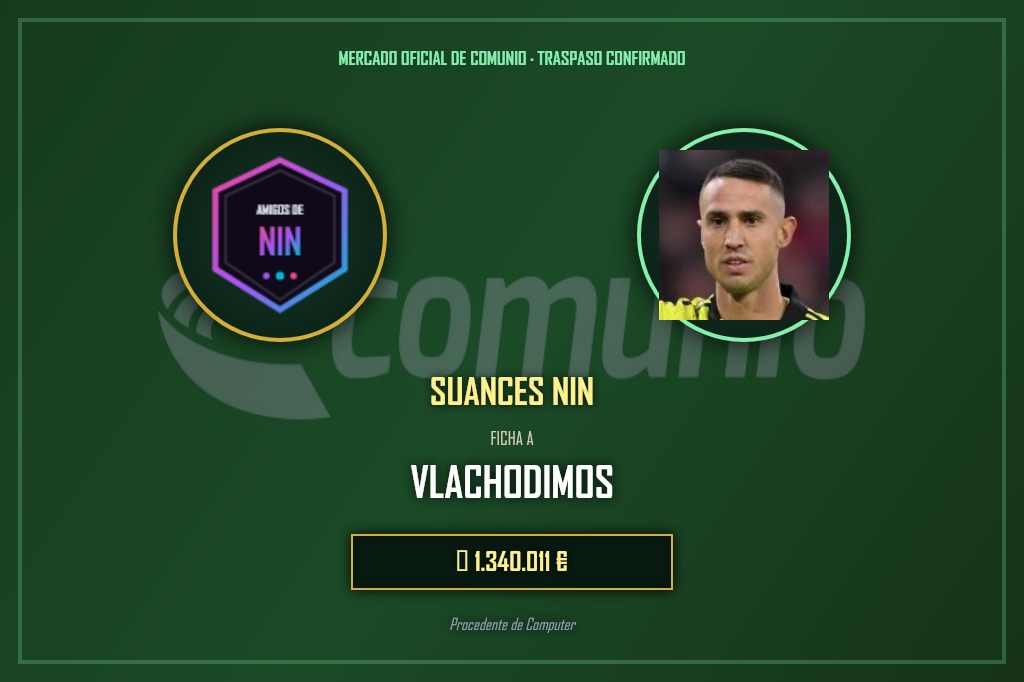 MERCADO OFICIAL DE COMUNIO · TRASPASO CONFIRMADO
AMIGOS DE
NIN
comunio
SUANCES NIN
FICHA A
VLACHODIMOS
1.340.011 €
Procedente de Computer